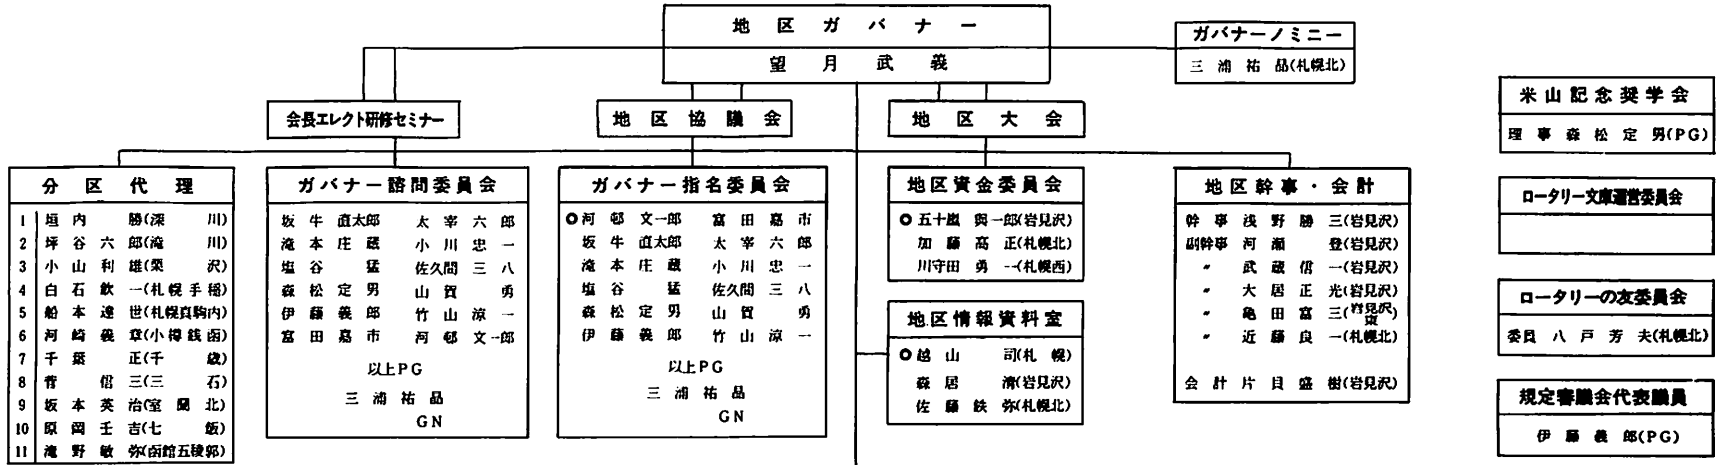 地区ガバナー
望月武義
ガバナーノミニー
三浦祐品(札幌北)
会長エレクト研修セミナー
地区協議会
地区大会
分区代理
1 垣内 勝(深川)
2 坪谷六郎(滝川)
3 小山利雄(栗沢)
4 白石欽一(札幌手稲)
5 船本達世(札幌真駒内)
6 河崎義章(小樽銭函)
7 千葉 正(千歳)
8 菅 信三(三石)
9 坂本英治(室蘭北)
10 原岡壬吉(七飯)
11 滝野敏弥(函館五稜郭)
ガバナー諮問委員会
坂牛直太郎 太宰六郎
滝本庄蔵 小川忠一
塩谷 猛 佐久間三八
森松定男 山賀 勇
伊藤義郎 竹山涼一
富田嘉市 河邨文一郎
以上PG
三浦祐品
GN
ガバナー指名委員会
◎河邨文一郎 富田嘉市
坂牛直太郎 太宰六郎
滝本庄蔵 小川忠一
塩谷 猛 佐久間三八
森松定男 山賀 勇
伊藤義郎 竹山涼一
以上PG
三浦祐品
GN
地区資金委員会
◎五十嵐與一郎(岩見沢)
加藤高正(札幌北)
川守田勇一(札幌西)
地区情報資料室
◎越山 司(札幌)
森居 清(岩見沢)
佐藤鉄弥(札幌北)
地区幹事・会計
幹事 浅野勝三(岩見沢)
副幹事 河瀬 登(岩見沢)
〃 武蔵信一(岩見沢)
〃 大居正光(岩見沢)
〃 亀田富三(岩見沢東)
〃 近藤良一(札幌北)
会計 片貝盛樹(岩見沢)
米山記念奨学会
理事 森松定男(PG)
ロータリー文庫運営委員会
ロータリーの友委員会
委員 八戸芳夫(札幌北)
規定審議会代表議員
伊藤義郎(PG)